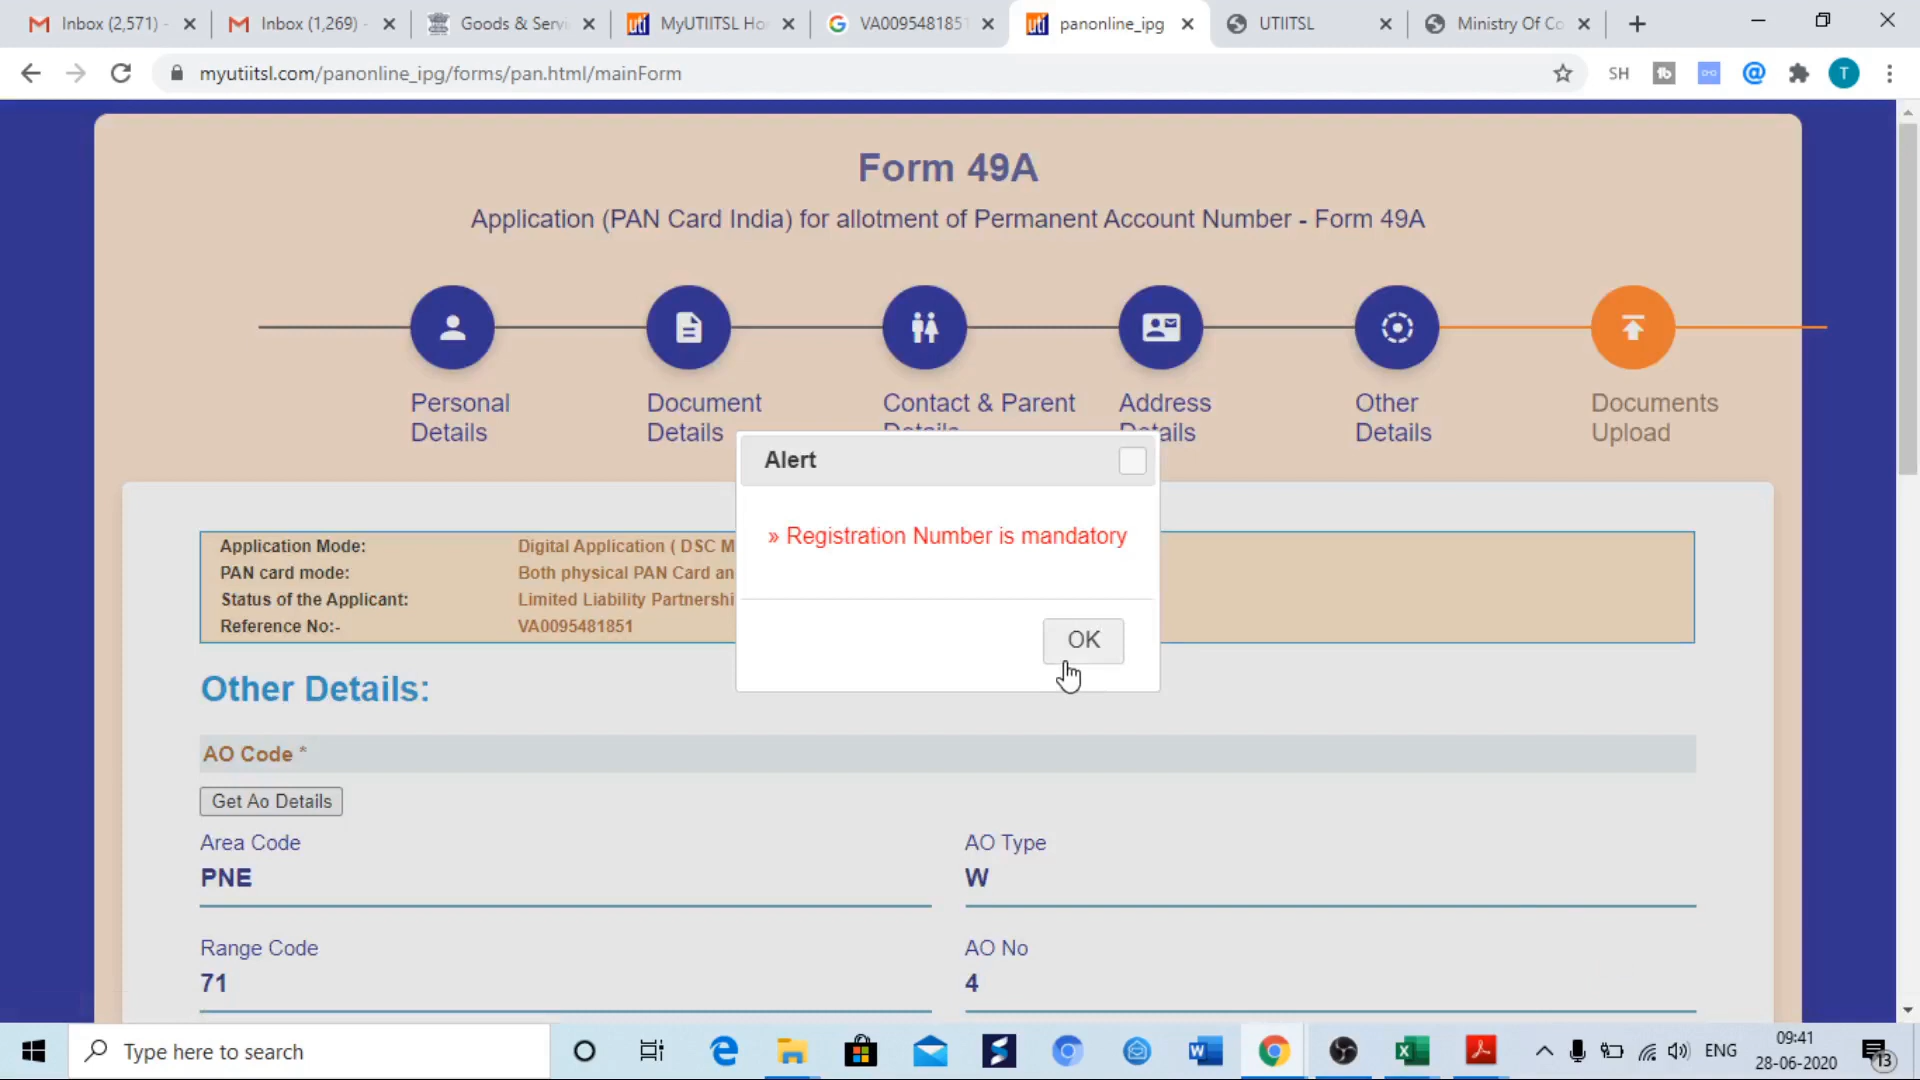 Inbox (2,571) -
Inbox (1,269) -
Goods & Servi
MyUTIITSL Ho
VA0095481851
panonline_ipg
UTIITSL
Ministry Of Co
myutiitsl.com/panonline_ipg/forms/pan.html/mainForm
SH
T
Form 49A
Application (PAN Card India) for allotment of Permanent Account Number - Form 49A
Personal
Details
Document
Details
Contact & Parent
Details
Address
Details
Other
Details
Documents
Upload
Alert
» Registration Number is mandatory
OK
Application Mode: Digital Application ( DSC M
PAN card mode: Both physical PAN Card an
Status of the Applicant: Limited Liability Partnershi
Reference No:- VA0095481851
Other Details:
AO Code *
Get Ao Details
Area Code
PNE
AO Type
W
Range Code
71
AO No
4
Type here to search
ENG
09:41
28-06-2020
13